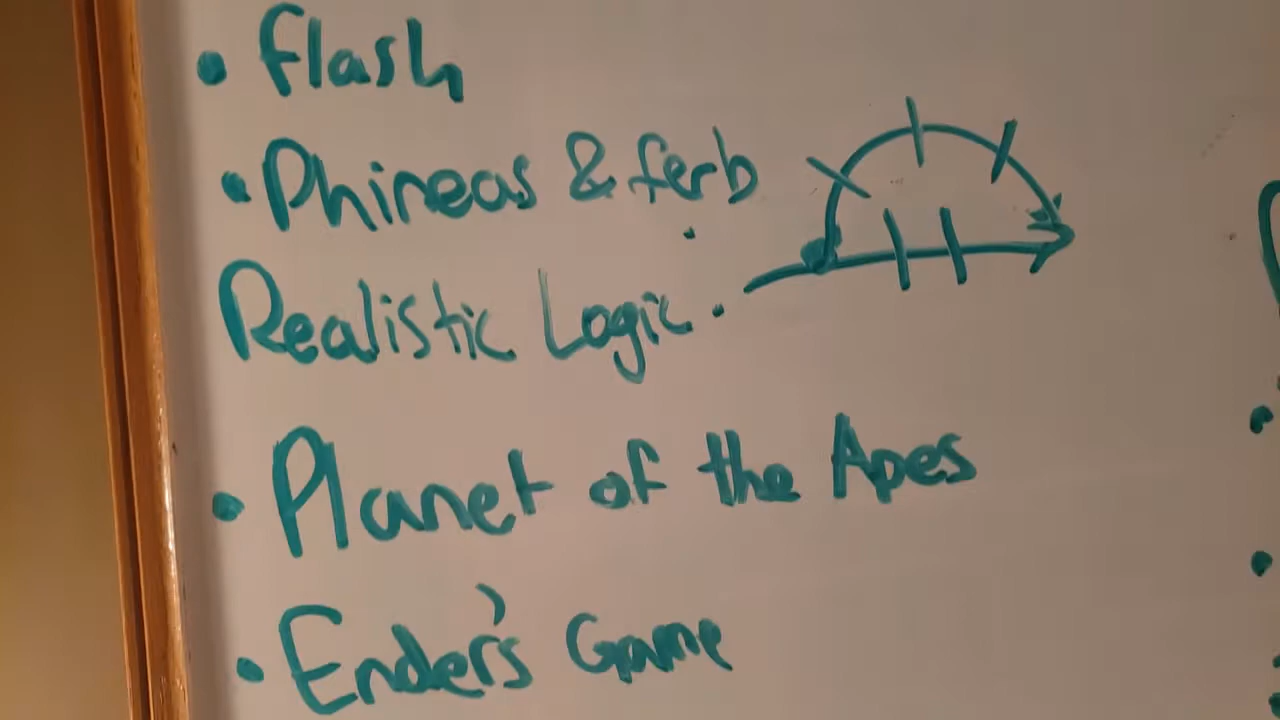 • Flash
• Phineas & Ferb
Realistic Logic.
• Planet of the Apes
• Ender's Game